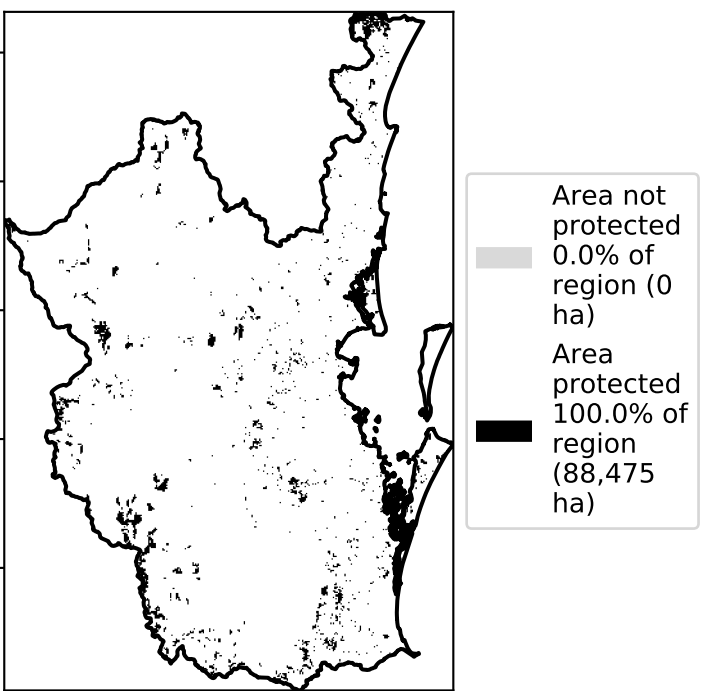 Area not
protected
0.0% of
region (0
ha)
Area
protected
100.0% of
region
(88,475
ha)